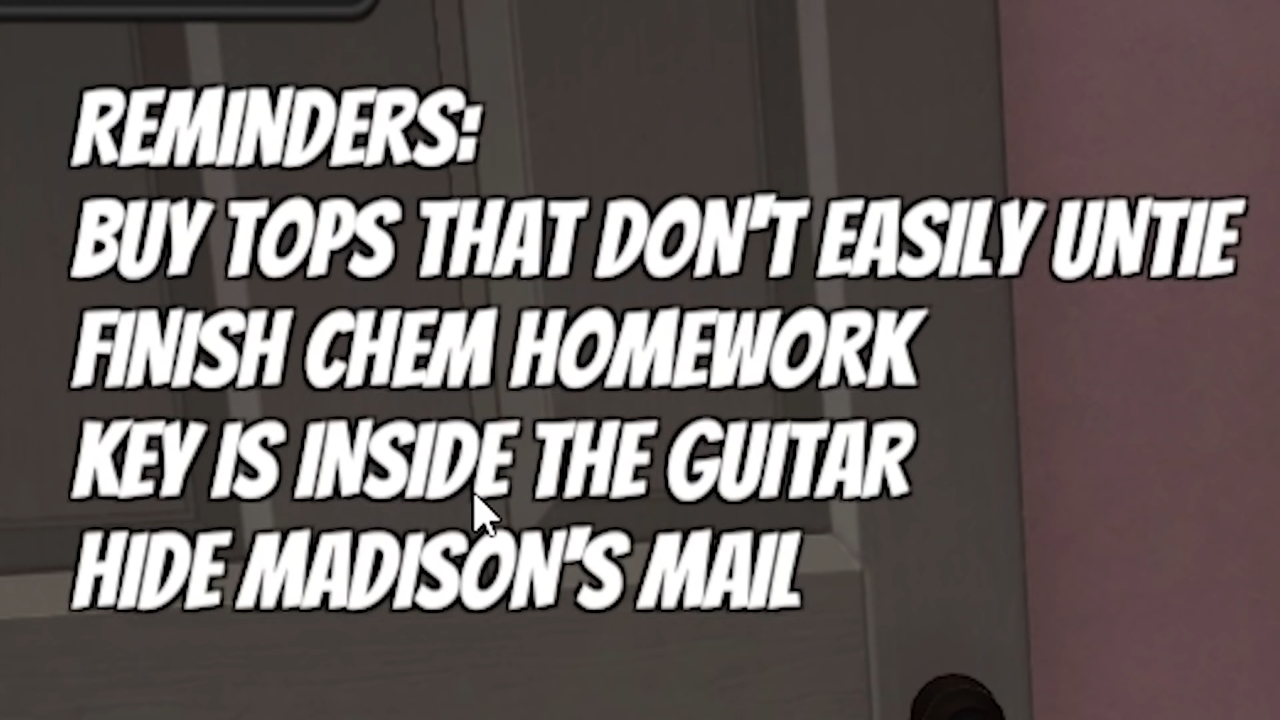 REMINDERS:
BUY TOPS THAT DON'T EASILY UNTIE
FINISH CHEM HOMEWORK
KEY IS INSIDE THE GUITAR
HIDE MADISON'S MAIL